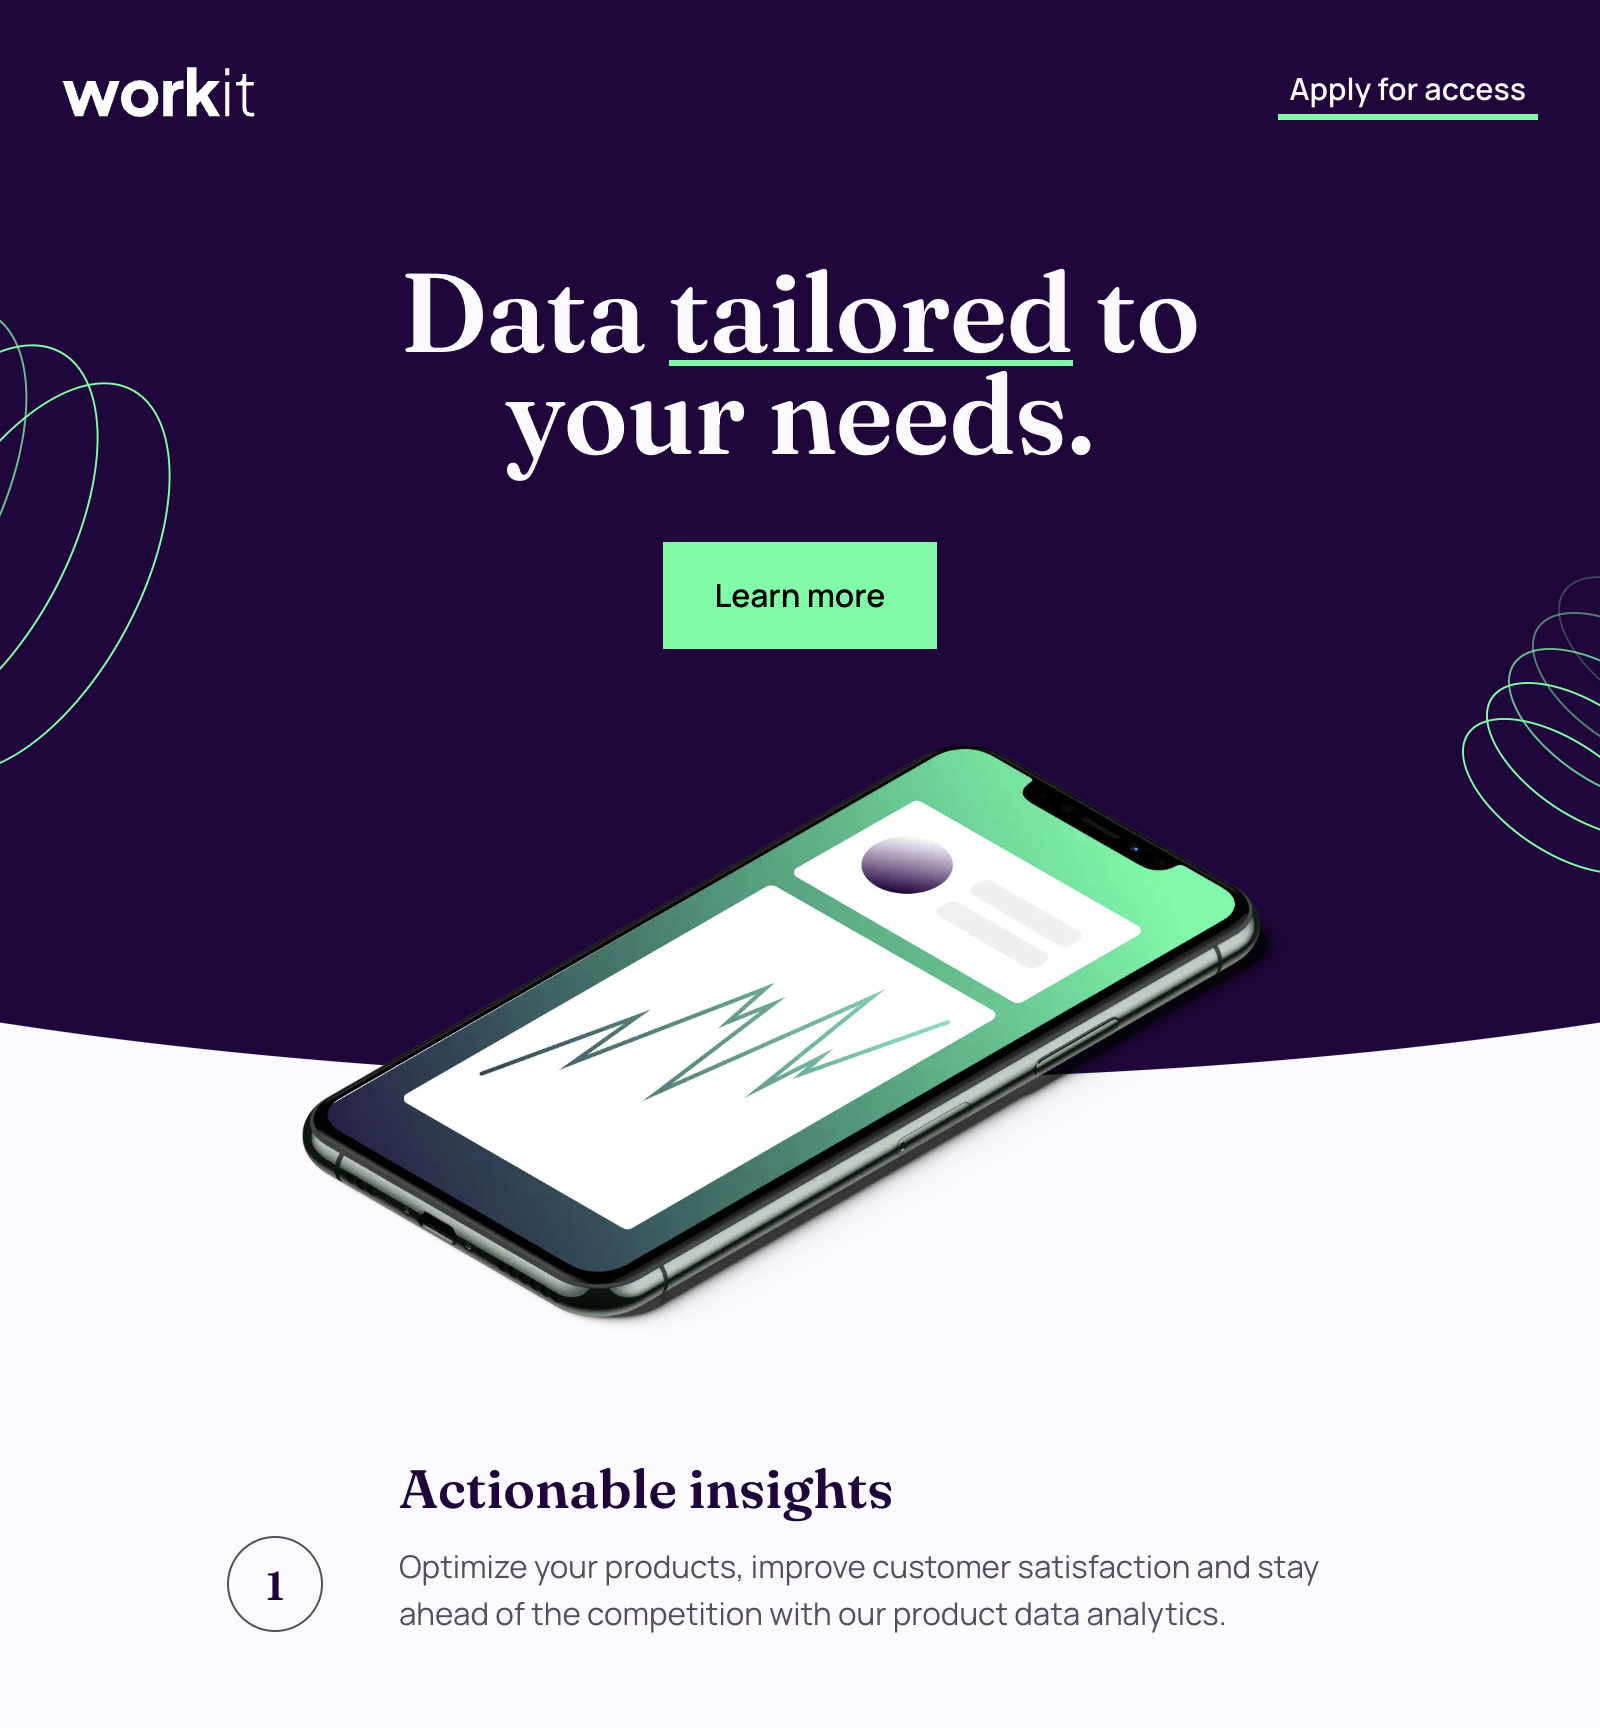 workit
Apply for access
Data tailored to
your needs.
Learn more
Actionable insights
1
Optimize your products, improve customer satisfaction and stay
ahead of the competition with our product data analytics.